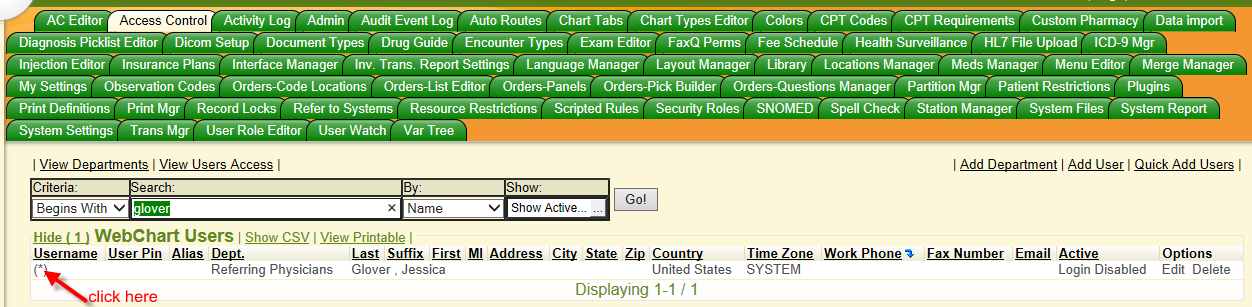 AC Editor Access Control Activity Log Admin Audit Event Log Auto Routes Chart Tabs Chart Types Editor Colors CPT Codes CPT Requirements Custom Pharmacy Data import
Diagnosis Picklist Editor Dicom Setup Document Types Drug Guide Encounter Types Exam Editor FaxQ Perms Fee Schedule Health Surveillance HL7 File Upload ICD-9 Mgr
Injection Editor Insurance Plans Interface Manager Inv. Trans. Report Settings Language Manager Layout Manager Library Locations Manager Meds Manager Menu Editor Merge Manager
My Settings Observation Codes Orders-Code Locations Orders-List Editor Orders-Panels Orders-Pick Builder Orders-Questions Manager Partition Mgr Patient Restrictions Plugins
Print Definitions Print Mgr Record Locks Refer to Systems Resource Restrictions Scripted Rules Security Roles SNOMED Spell Check Station Manager System Files System Report
System Settings Trans Mgr User Role Editor User Watch Var Tree
| View Departments | View Users Access | | Add Department | Add User | Quick Add Users |
Criteria: Search: By: Show:
Begins With glover × Name Show Active... ... Go!
Hide ( 1 ) WebChart Users | Show CSV | View Printable |
Username User Pin Alias Dept. Last Suffix First MI Address City State Zip Country Time Zone Work Phone Fax Number Email Active Options
(*) Referring Physicians Glover , Jessica United States SYSTEM Login Disabled Edit Delete
click here Displaying 1-1 / 1